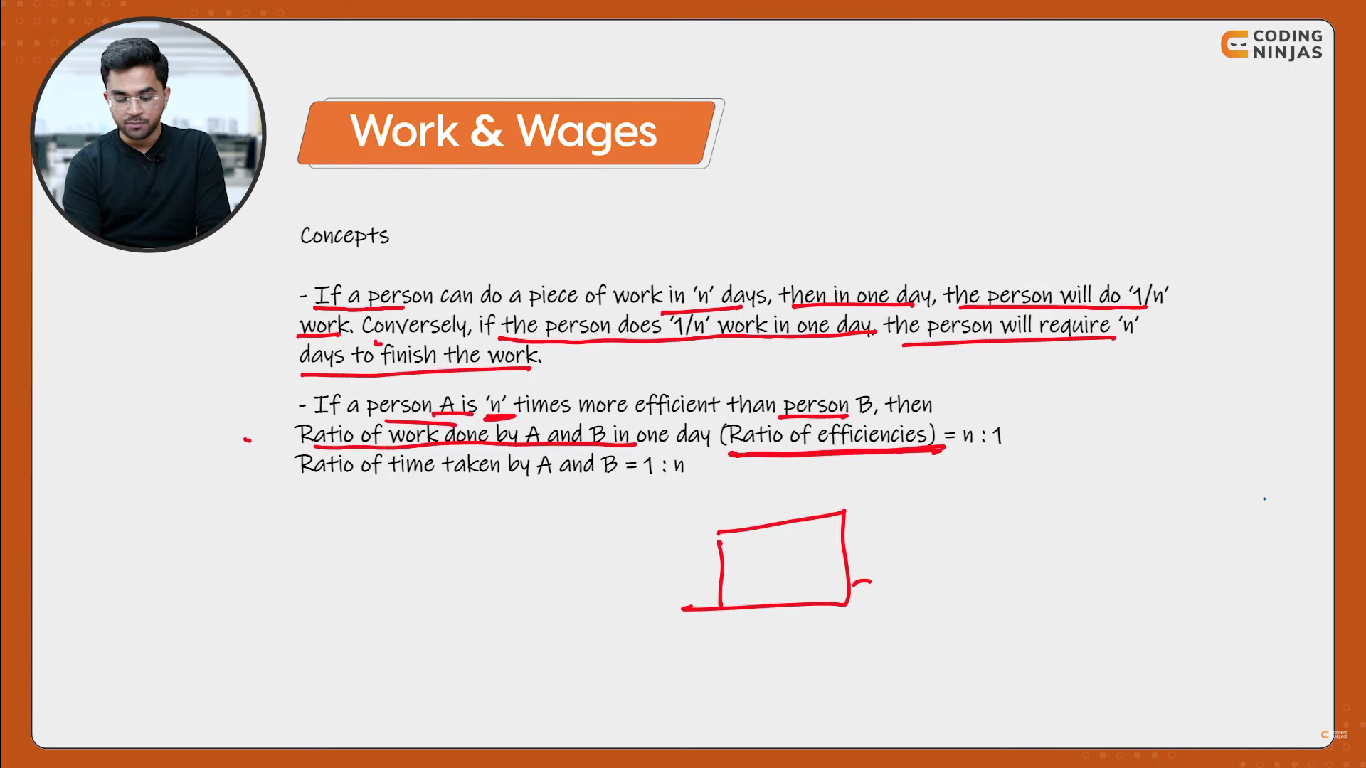 CODING
NINJAS
Work & Wages
Concepts
- If a person can do a piece of work in 'n' days, then in one day, the person will do '1/n'
work. Conversely, if the person does '1/n' work in one day, the person will require 'n'
days to finish the work.
- If a person A is 'n' times more efficient than person B, then
Ratio of work done by A and B in one day (Ratio of efficiencies) = n : 1
Ratio of time taken by A and B = 1 : n
CODING
NINJAS